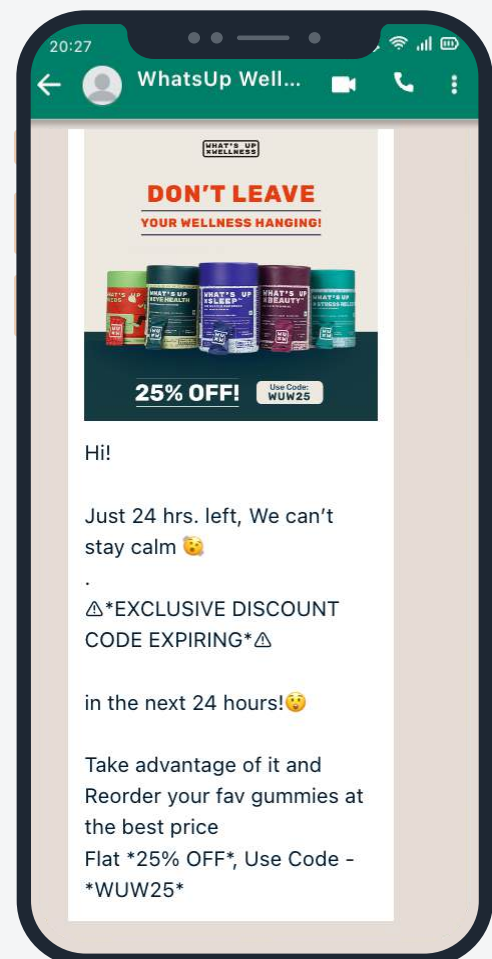 20:27
WhatsUp Well...
WHAT'S UP
WELLNESS
DON'T LEAVE
YOUR WELLNESS HANGING!
WHAT'S UP
EYE HEALTH
WHAT'S UP
SLEEP
WHAT'S UP
BEAUTY
WHAT'S UP
25% OFF!
Use Code:
WUW25
Hi!
Just 24 hrs. left, We can't
stay calm 🥳
.
⚠*EXCLUSIVE DISCOUNT
CODE EXPIRING*⚠
in the next 24 hours!😲
Take advantage of it and
Reorder your fav gummies at
the best price
Flat *25% OFF*, Use Code -
*WUW25*